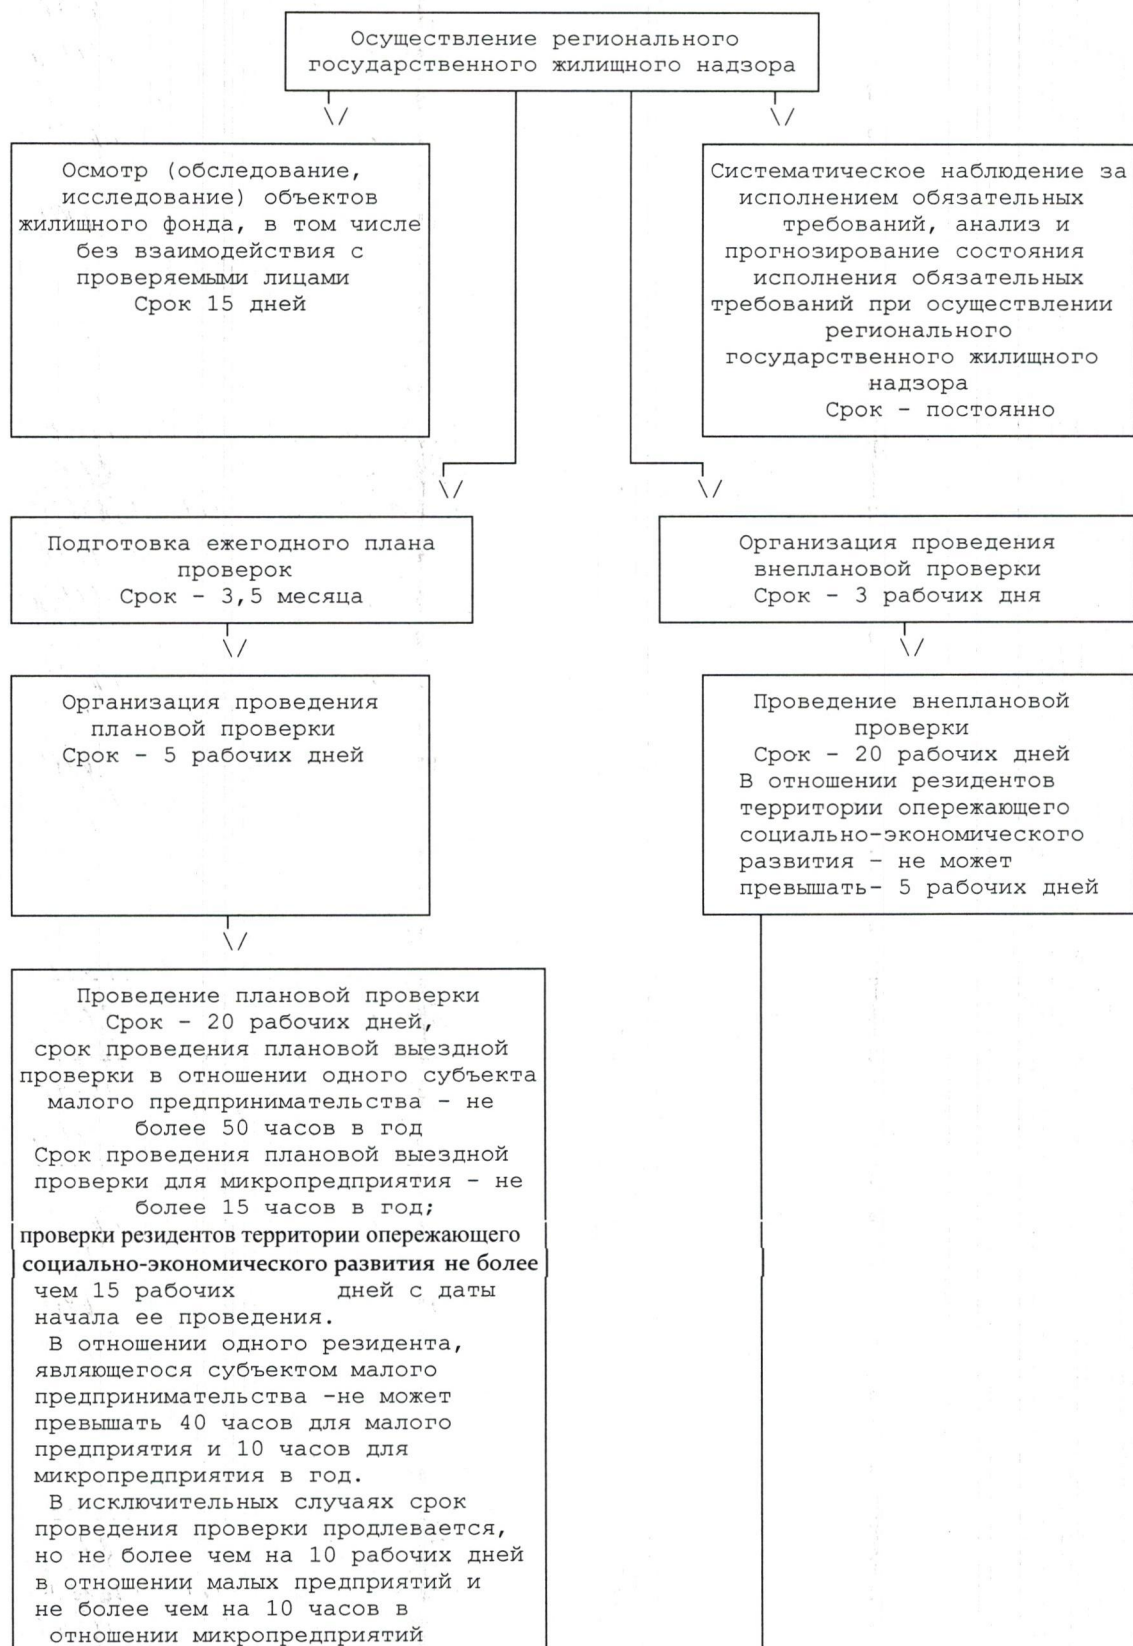 Осуществление регионального
государственного жилищного надзора
\/
\/
Осмотр (обследование,
исследование) объектов
жилищного фонда, в том числе
без взаимодействия с
проверяемыми лицами
Срок 15 дней
Систематическое наблюдение за
исполнением обязательных
требований, анализ и
прогнозирование состояния
исполнения обязательных
требований при осуществлении
регионального
государственного жилищного
надзора
Срок - постоянно
\/
\/
Подготовка ежегодного плана
проверок
Срок - 3,5 месяца
Организация проведения
внеплановой проверки
Срок - 3 рабочих дня
\/
\/
Организация проведения
плановой проверки
Срок - 5 рабочих дней
Проведение внеплановой
проверки
Срок - 20 рабочих дней
В отношении резидентов
территории опережающего
социально-экономического
развития - не может
превышать- 5 рабочих дней
\/
Проведение плановой проверки
Срок - 20 рабочих дней,
срок проведения плановой выездной
проверки в отношении одного субъекта
малого предпринимательства - не
более 50 часов в год
Срок проведения плановой выездной
проверки для микропредприятия - не
более 15 часов в год;
проверки резидентов территории опережающего
социально-экономического развития не более
чем 15 рабочих дней с даты
начала ее проведения.
В отношении одного резидента,
являющегося субъектом малого
предпринимательства -не может
превышать 40 часов для малого
предприятия и 10 часов для
микропредприятия в год.
В исключительных случаях срок
проведения проверки продлевается,
но не более чем на 10 рабочих дней
в отношении малых предприятий и
не более чем на 10 часов в
отношении микропредприятий